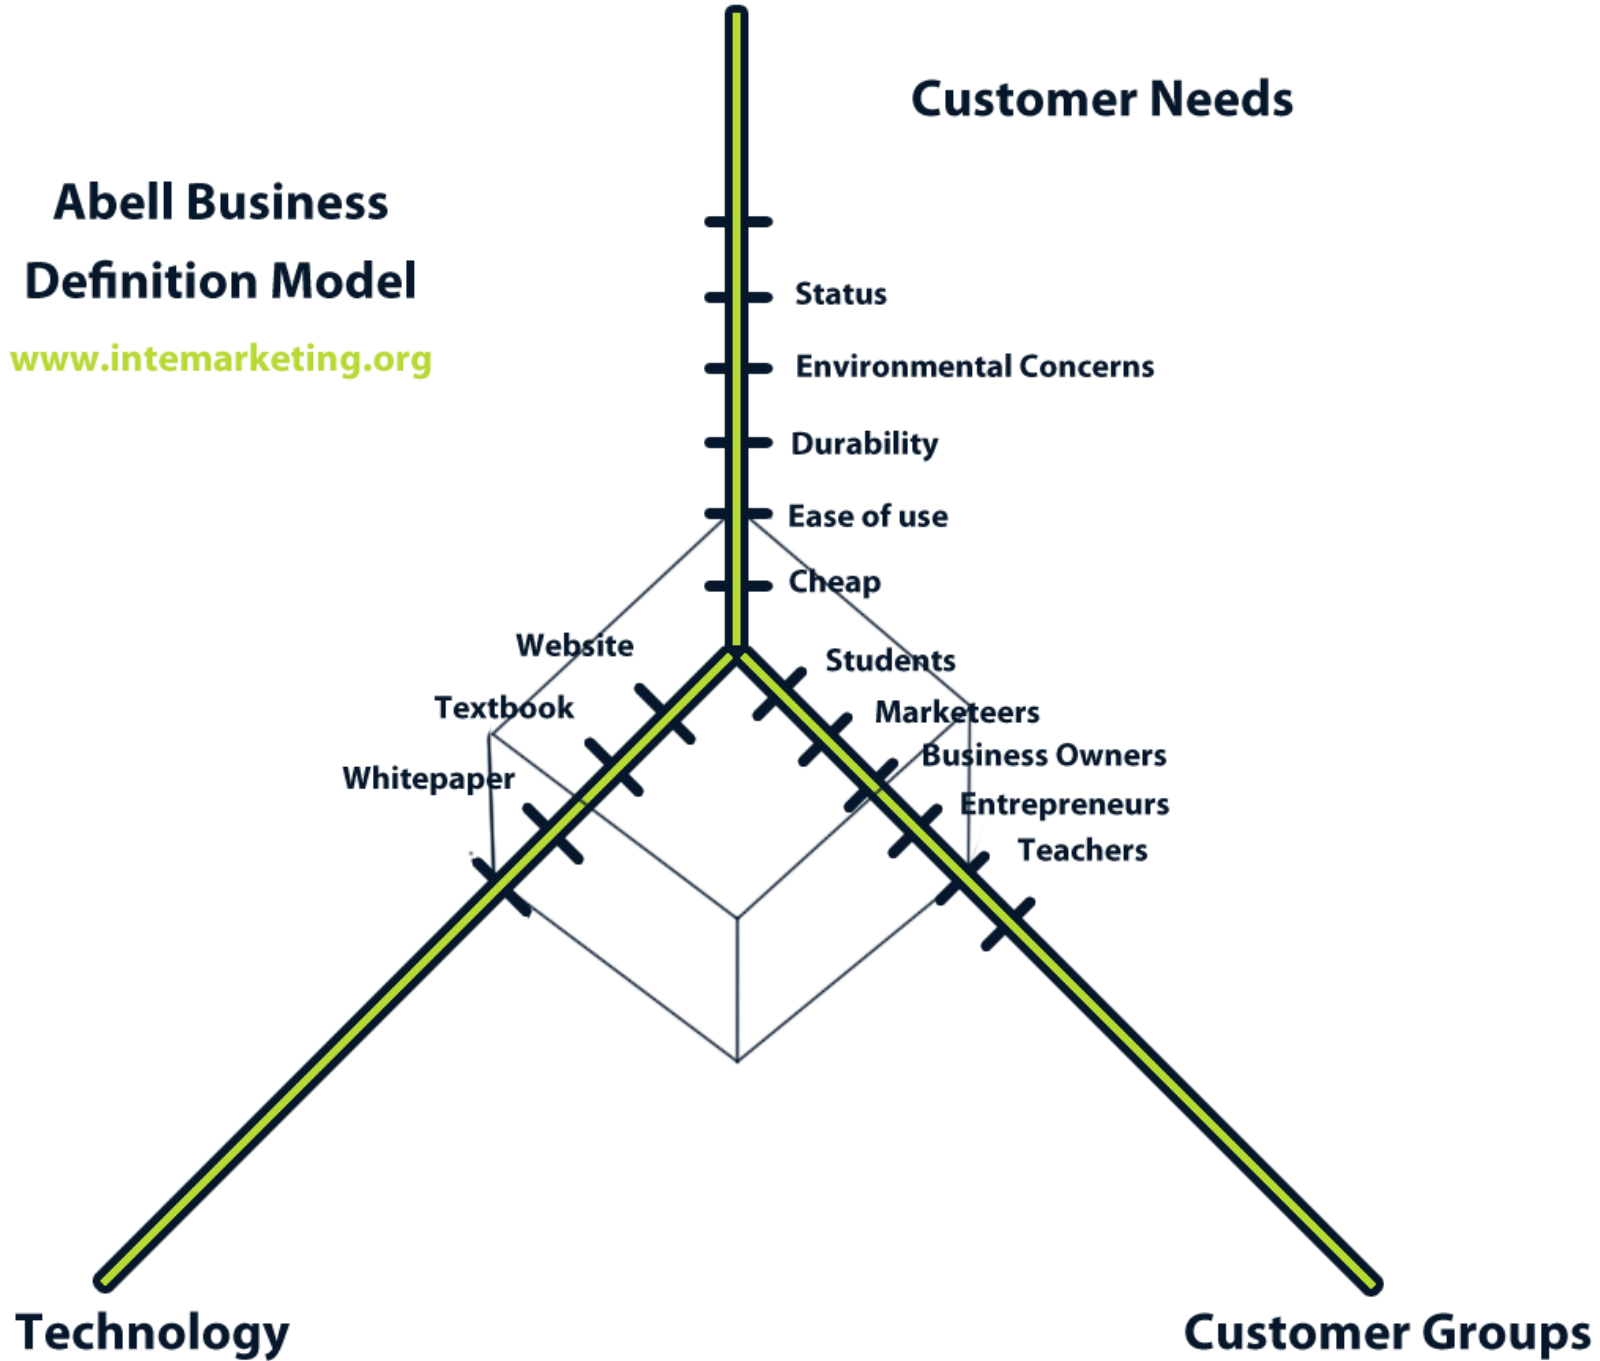 Customer Needs
Abell Business
Definition Model
www.intemarketing.org
Status
Environmental Concerns
Durability
Ease of use
Cheap
Website
Textbook
Whitepaper
Students
Marketeers
Business Owners
Entrepreneurs
Teachers
Technology
Customer Groups